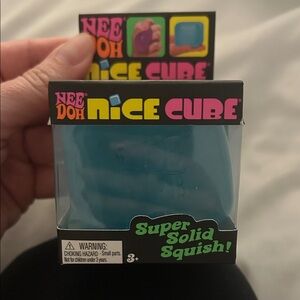 NEE
DOH
NICE CUBE
NEE
DOH
NICE CUBE
Super
Solid
Squish!
WARNING:
CHOKING HAZARD - Small parts.
Not for children under 3 years.
3+